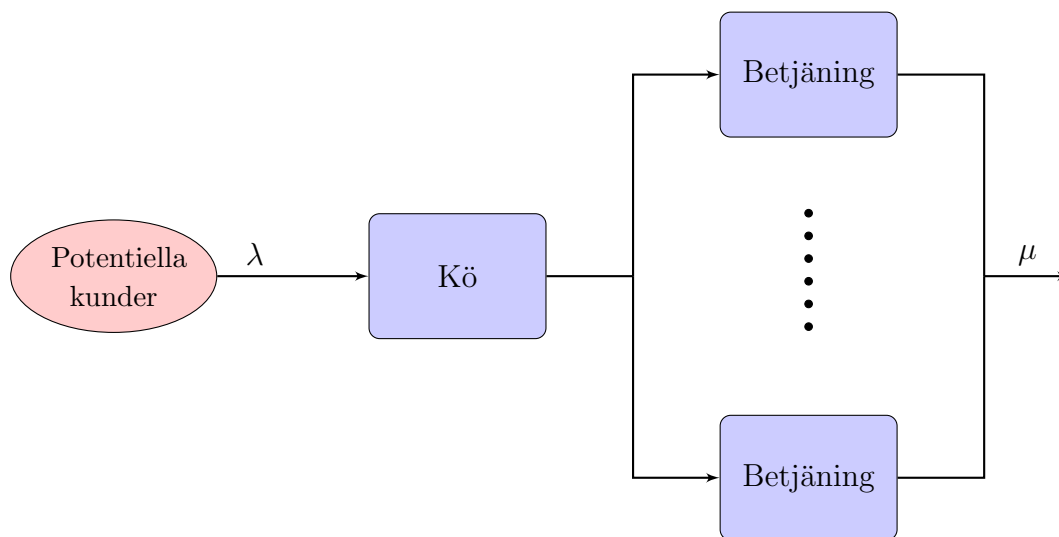 Betjäning
Potentiella
kunder
λ
Kö
μ
Betjäning